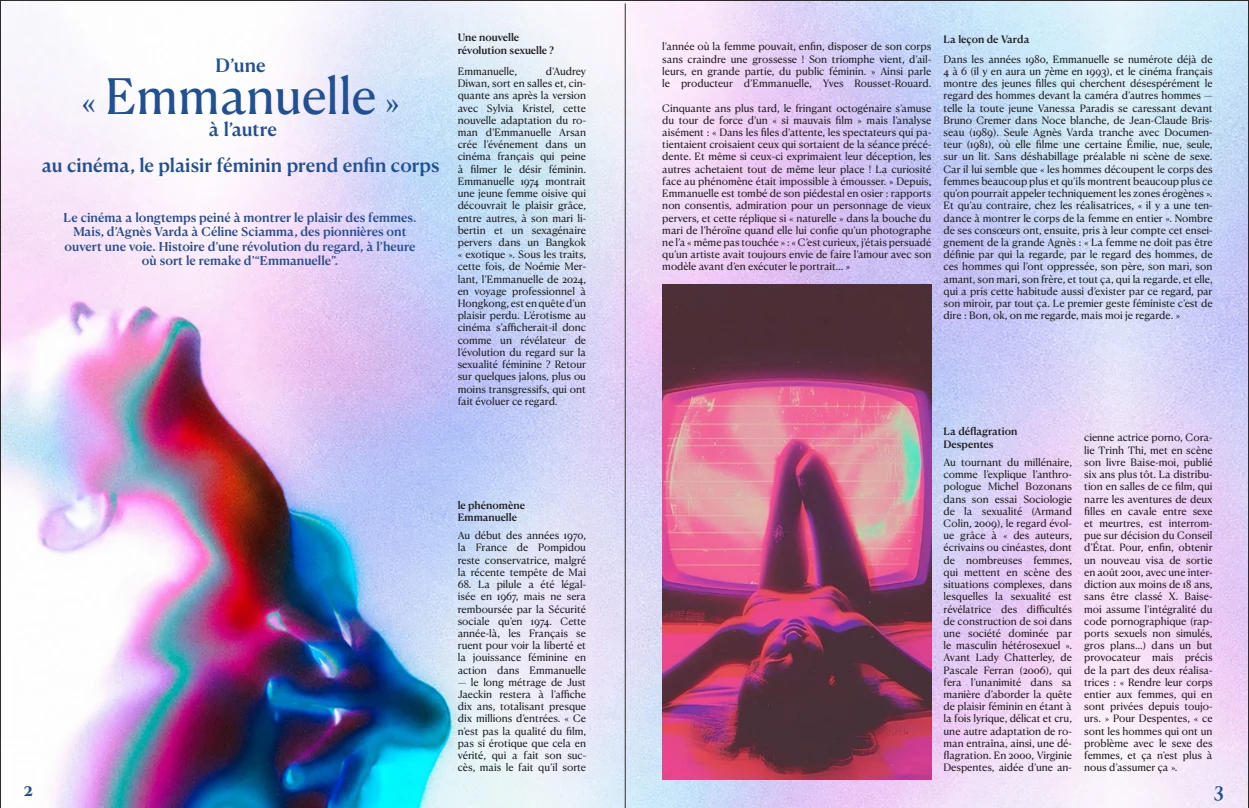 D'une
« Emmanuelle »
à l'autre
au cinéma, le plaisir féminin prend enfin corps
Le cinéma a longtemps peiné à montrer le plaisir des femmes.
Mais, d'Agnès Varda à Céline Sciamma, des pionnières ont
ouvert une voie. Histoire d'une révolution du regard, à l'heure
où sort le remake d'“Emmanuelle”.
Une nouvelle
révolution sexuelle ?
Emmanuelle, d'Audrey
Diwan, sort en salles et, cin-
quante ans après la version
avec Sylvia Kristel, cette
nouvelle adaptation du ro-
man d'Emmanuelle Arsan
crée l'événement dans un
cinéma français qui peine
à filmer le désir féminin.
Emmanuelle 1974 montrait
une jeune femme oisive qui
découvrait le plaisir grâce,
entre autres, à son mari li-
bertin et un sexagénaire
pervers dans un Bangkok
« exotique ». Sous les traits,
cette fois, de Noémie Mer-
lant, l'Emmanuelle de 2024,
en voyage professionnel à
Hongkong, est en quête d'un
plaisir perdu. L'érotisme au
cinéma s'afficherait-il donc
comme un révélateur de
l'évolution du regard sur la
sexualité féminine ? Retour
sur quelques jalons, plus ou
moins transgressifs, qui ont
fait évoluer ce regard.
le phénomène
Emmanuelle
Au début des années 1970,
la France de Pompidou
reste conservatrice, malgré
la récente tempête de Mai
68. La pilule a été légal-
isée en 1967, mais ne sera
remboursée par la Sécurité
sociale qu'en 1974. Cette
année-là, les Français se
ruent pour voir la liberté et
la jouissance féminine en
action dans Emmanuelle
— le long métrage de Just
Jaeckin restera à l'affiche
dix ans, totalisant presque
dix millions d'entrées. « Ce
n'est pas la qualité du film,
pas si érotique que cela en
vérité, qui a fait son suc-
cès, mais le fait qu'il sorte
2
l'année où la femme pouvait, enfin, disposer de son corps
sans craindre une grossesse ! Son triomphe vient, d'ail-
leurs, en grande partie, du public féminin. » Ainsi parle
le producteur d'Emmanuelle, Yves Rousset-Rouard.
Cinquante ans plus tard, le fringant octogénaire s'amuse
du tour de force d'un « si mauvais film » mais l'analyse
aisément : « Dans les files d'attente, les spectateurs qui pa-
tientaient croisaient ceux qui sortaient de la séance précé-
dente. Et même si ceux-ci exprimaient leur déception, les
autres achetaient tout de même leur place ! La curiosité
face au phénomène était impossible à émousser. » Depuis,
Emmanuelle est tombé de son piédestal en osier : rapports
non consentis, admiration pour un personnage de vieux
pervers, et cette réplique si « naturelle » dans la bouche du
mari de l'héroïne quand elle lui confie qu'un photographe
ne l'a « même pas touchée » : « C'est curieux, j'étais persuadé
qu'un artiste avait toujours envie de faire l'amour avec son
modèle avant d'en exécuter le portrait... »
La leçon de Varda
Dans les années 1980, Emmanuelle se numérote déjà de
4 à 6 (il y en aura un 7ème en 1993), et le cinéma français
montre des jeunes filles qui cherchent désespérément le
regard des hommes devant la caméra d'autres hommes —
telle la toute jeune Vanessa Paradis se caressant devant
Bruno Cremer dans Noce blanche, de Jean-Claude Bris-
seau (1989). Seule Agnès Varda tranche avec Documen-
teur (1981), où elle filme une certaine Émilie, nue, seule,
sur un lit. Sans déshabillage préalable ni scène de sexe.
Car il lui semble que « les hommes découpent le corps des
femmes beaucoup plus et qu'ils montrent beaucoup plus ce
qu'on pourrait appeler techniquement les zones érogènes ».
Et qu'au contraire, chez les réalisatrices, « il y a une ten-
dance à montrer le corps de la femme en entier ». Nombre
de ses consœurs ont, ensuite, pris à leur compte cet ensei-
gnement de la grande Agnès : « La femme ne doit pas être
définie par qui la regarde, par le regard des hommes, de
ces hommes qui l'ont oppressée, son père, son mari, son
amant, son mari, son frère, et tout ça, qui la regarde, et elle,
qui a pris cette habitude aussi d'exister par ce regard, par
son miroir, par tout ça. Le premier geste féministe c'est de
dire : Bon, ok, on me regarde, mais moi je regarde. »
La déflagration
Despentes
Au tournant du millénaire,
comme l'explique l'anthro-
pologue Michel Bozonans
dans son essai Sociologie
de la sexualité (Armand
Colin, 2009), le regard évol-
ue grâce à « des auteurs,
écrivains ou cinéastes, dont
de nombreuses femmes,
qui mettent en scène des
situations complexes, dans
lesquelles la sexualité est
révélatrice des difficultés
de construction de soi dans
une société dominée par
le masculin hétérosexuel ».
Avant Lady Chatterley, de
Pascale Ferran (2006), qui
fera l'unanimité dans sa
manière d'aborder la quête
de plaisir féminin en étant à
la fois lyrique, délicat et cru,
une autre adaptation de ro-
man entraina, ainsi, une dé-
flagration. En 2000, Virginie
Despentes, aidée d'une an-
cienne actrice porno, Cora-
lie Trinh Thi, met en scène
son livre Baise-moi, publié
six ans plus tôt. La distribu-
tion en salles de ce film, qui
narre les aventures de deux
filles en cavale entre sexe
et meurtres, est interrom-
pue sur décision du Conseil
d'État. Pour, enfin, obtenir
un nouveau visa de sortie
en août 2001, avec une inter-
diction aux moins de 18 ans,
sans être classé X. Baise-
moi assume l'intégralité du
code pornographique (rap-
ports sexuels non simulés,
gros plans...) dans un but
provocateur mais précis
de la part des deux réalisa-
trices : « Rendre leur corps
entier aux femmes, qui en
sont privées depuis toujo-
urs. » Pour Despentes, « ce
sont les hommes qui ont un
problème avec le sexe des
femmes, et ça n'est plus à
nous d'assumer ça ».
3